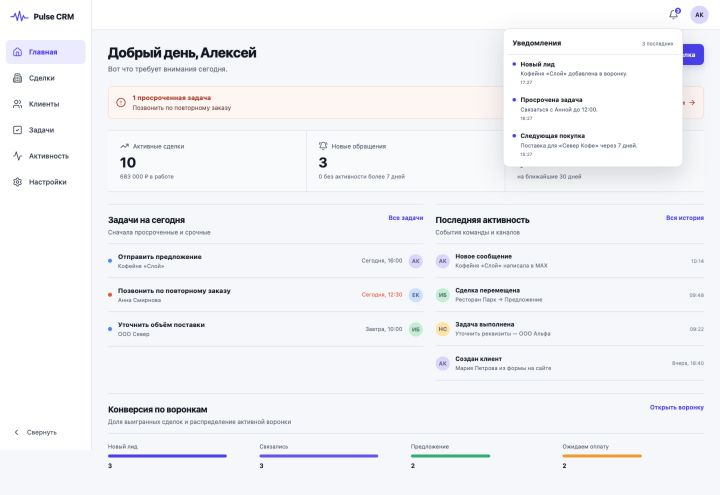 Pulse CRM
3
АК
Главная
Сделки
Клиенты
Задачи
Активность
Настройки
Свернуть
Добрый день, Алексей
Вот что требует внимания сегодня.
Уведомления
3 последние
Новый лид
Кофейня «Слой» добавлена в воронку.
17:27
Просрочена задача
Связаться с Анной до 12:00.
16:27
Следующая покупка
Поставка для «Север Кофе» через 7 дней.
15:27
1 просроченная задача
Позвонить по повторному заказу
Активные сделки
10
683 000 ₽ в работе
Новые обращения
3
0 без активности более 7 дней
на ближайшие 30 дней
Задачи на сегодня
Все задачи
Сначала просроченные и срочные
Отправить предложение
Кофейня «Слой»
Сегодня, 16:00
АК
Позвонить по повторному заказу
Анна Смирнова
Сегодня, 12:30
ЕК
Уточнить объём поставки
ООО Север
Завтра, 10:00
ИБ
Последняя активность
Вся история
События команды и каналов
АК
Новое сообщение
Кофейня «Слой» написала в MAX
10:14
ИБ
Сделка перемещена
Ресторан Парк → Предложение
09:48
НС
Задача выполнена
Уточнить реквизиты — ООО Альфа
09:22
АК
Создан клиент
Мария Петрова из формы на сайте
Вчера, 18:40
Конверсия по воронкам
Открыть воронку
Доля выигранных сделок и распределение активной воронки
Новый лид
3
Связались
3
Предложение
2
Ожидаем оплату
2